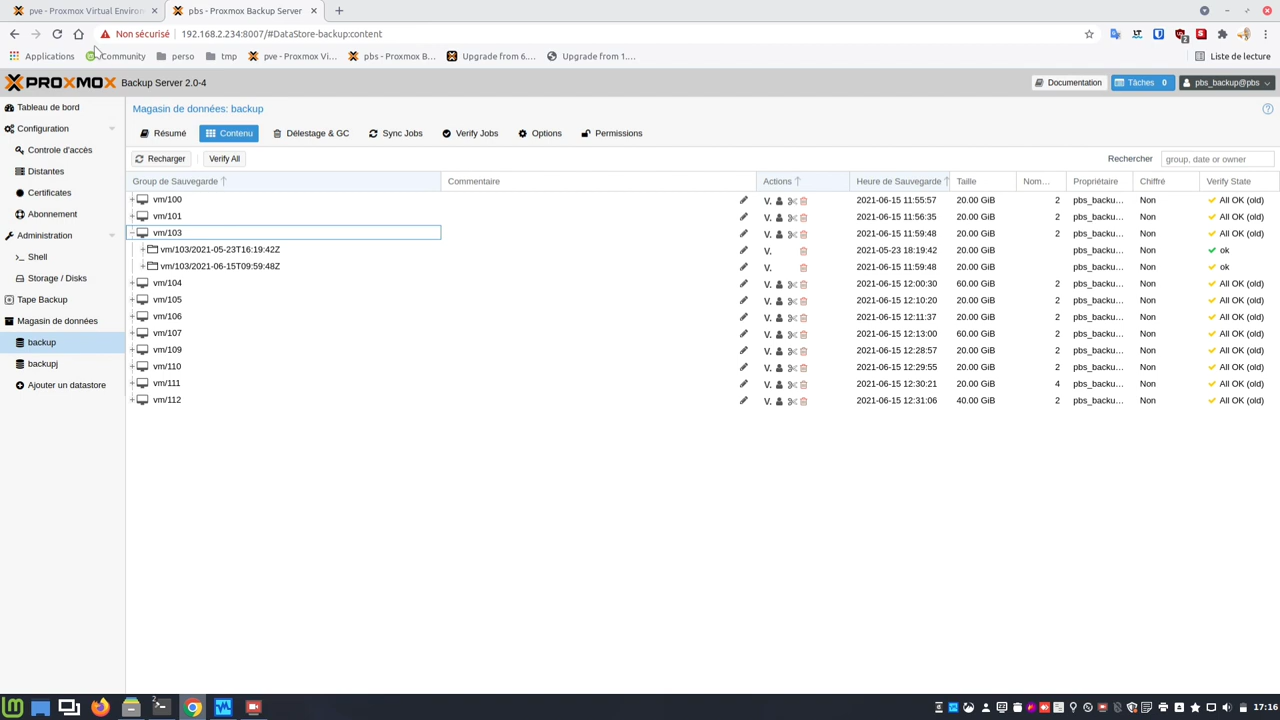 pve - Proxmox Virtual Environ
pbs - Proxmox Backup Server
Non sécurisé
192.168.2.234:8007/#DataStore-backup:content
Applications
Community
perso
tmp
pve - Proxmox Vi...
pbs - Proxmox B...
Upgrade from 6....
Upgrade from 1....
Liste de lecture
PROXMOX Backup Server 2.0-4
Documentation
Tâches 0
pbs_backup@pbs
Tableau de bord
Configuration
Contrôle d'accès
Distantes
Certificates
Abonnement
Administration
Shell
Storage / Disks
Tape Backup
Magasin de données
backup
backupj
Ajouter un datastore
Magasin de données: backup
Résumé
Contenu
Délestage & GC
Sync Jobs
Verify Jobs
Options
Permissions
Recharger
Verify All
Rechercher
group, date or owner
Group de Sauvegarde Commentaire Actions Heure de Sauvegarde Taille Nom... Propriétaire Chiffré Verify State
vm/100 V. 2021-06-15 11:55:57 20.00 GiB 2 pbs_backu... Non All OK (old)
vm/101 V. 2021-06-15 11:56:35 20.00 GiB 2 pbs_backu... Non All OK (old)
vm/103 V. 2021-06-15 11:59:48 20.00 GiB 2 pbs_backu... Non All OK (old)
vm/103/2021-05-23T16:19:42Z V. 2021-05-23 18:19:42 20.00 GiB pbs_backu... Non ok
vm/103/2021-06-15T09:59:48Z V. 2021-06-15 11:59:48 20.00 GiB pbs_backu... Non ok
vm/104 V. 2021-06-15 12:00:30 60.00 GiB 2 pbs_backu... Non All OK (old)
vm/105 V. 2021-06-15 12:10:20 20.00 GiB 2 pbs_backu... Non All OK (old)
vm/106 V. 2021-06-15 12:11:37 20.00 GiB 2 pbs_backu... Non All OK (old)
vm/107 V. 2021-06-15 12:13:00 60.00 GiB 2 pbs_backu... Non All OK (old)
vm/109 V. 2021-06-15 12:28:57 20.00 GiB 2 pbs_backu... Non All OK (old)
vm/110 V. 2021-06-15 12:29:55 20.00 GiB 2 pbs_backu... Non All OK (old)
vm/111 V. 2021-06-15 12:30:21 20.00 GiB 4 pbs_backu... Non All OK (old)
vm/112 V. 2021-06-15 12:31:06 40.00 GiB 2 pbs_backu... Non All OK (old)
17:16